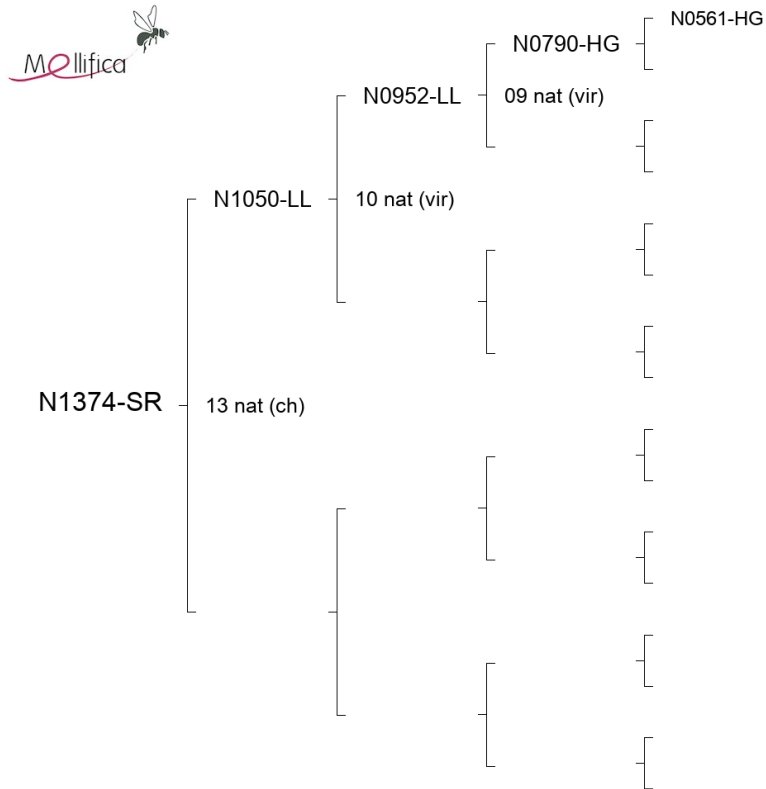 Mellifica
N0561-HG
N0790-HG
N0952-LL
09 nat (vir)
N1050-LL
10 nat (vir)
N1374-SR
13 nat (ch)